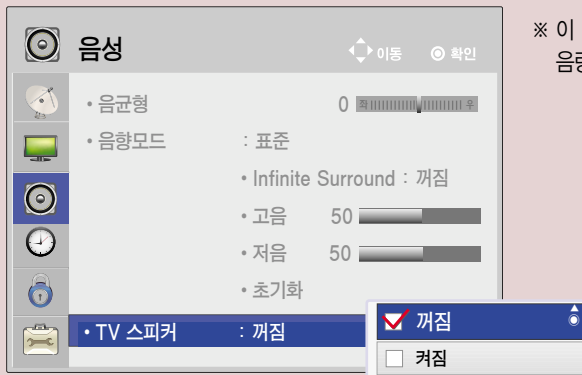 음성 이동 확인
• 음균형 0 좌 우
• 음향모드 : 표준
• Infinite Surround : 꺼짐
• 고음 50
• 저음 50
• 초기화
• TV 스피커 : 꺼짐
꺼짐
켜짐
※ 이